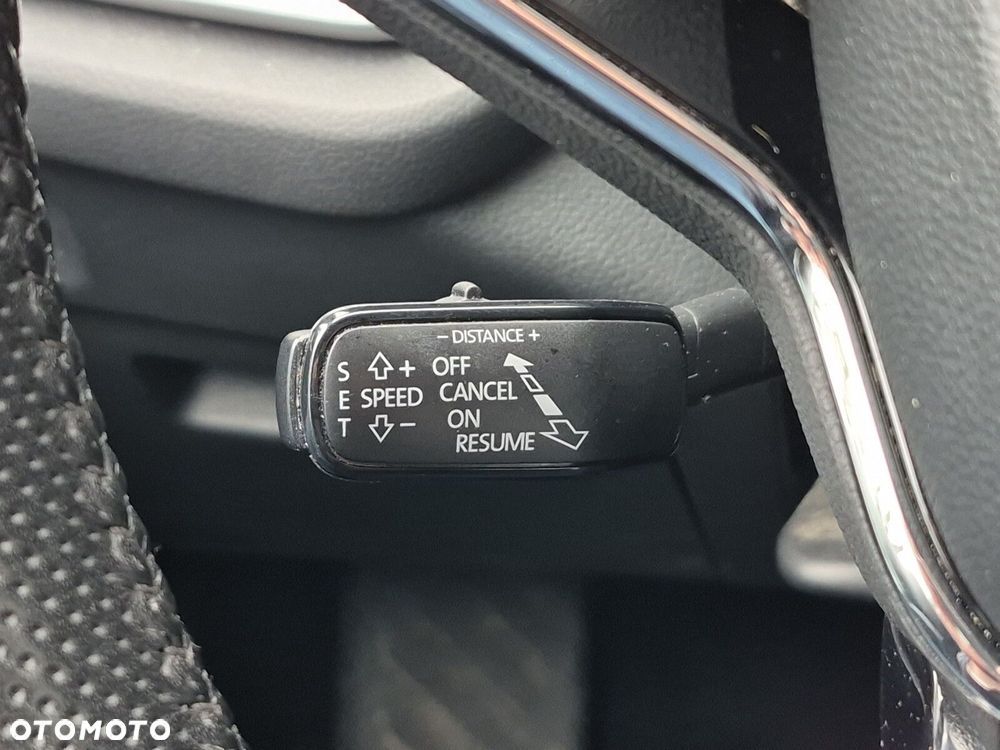 − DISTANCE +
S + OFF
E SPEED CANCEL
T − ON
RESUME
OTOMOTO